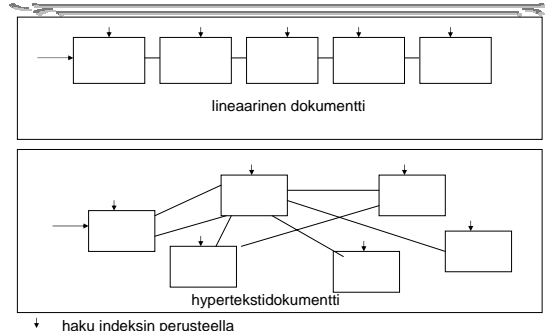 lineaarinen dokumentti
hypertekstidokumentti
haku indeksin perusteella